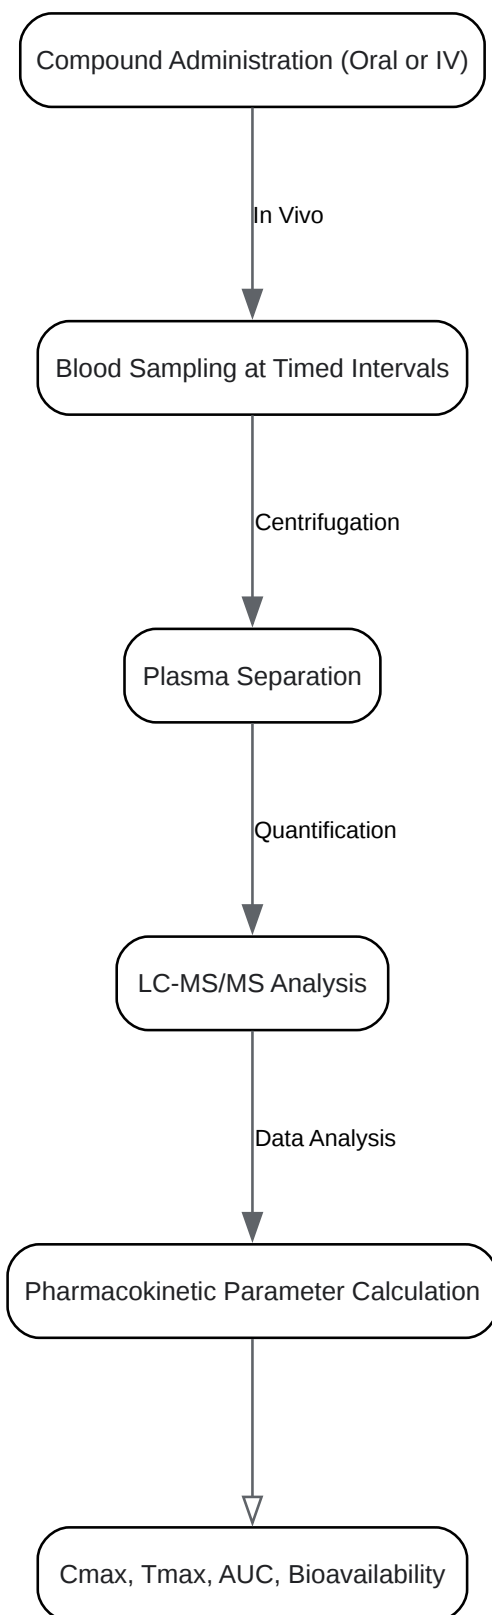 Compound Administration (Oral or IV)
In Vivo
Blood Sampling at Timed Intervals
Centrifugation
Plasma Separation
Quantification
LC-MS/MS Analysis
Data Analysis
Pharmacokinetic Parameter Calculation
Cmax, Tmax, AUC, Bioavailability